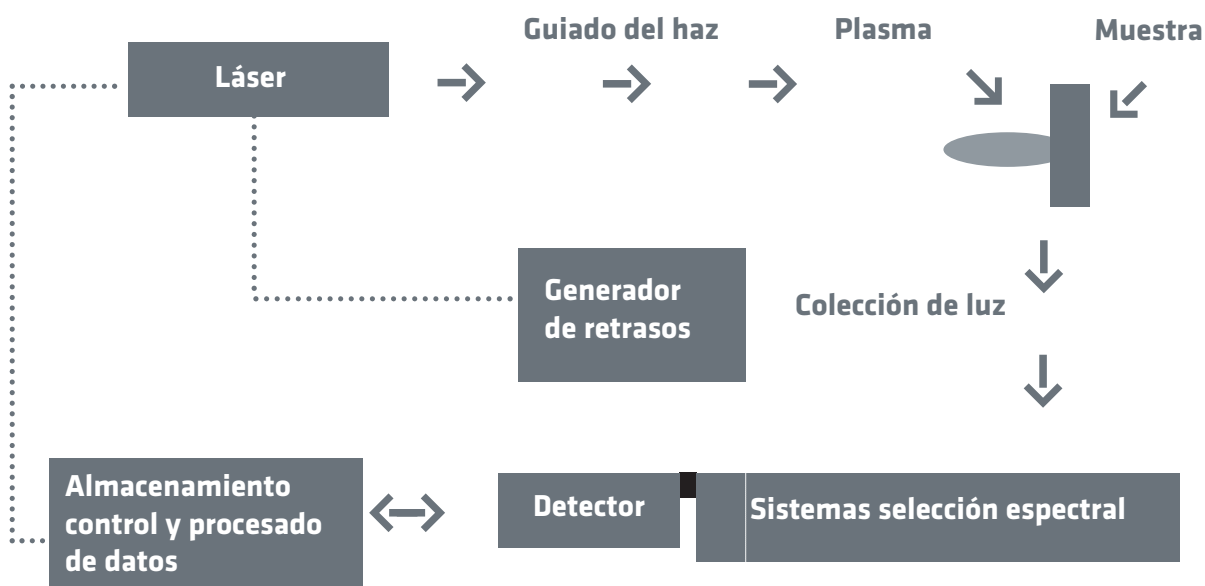 Guiado del haz
Plasma
Muestra
Láser
Generador
de retrasos
Colección de luz
Almacenamiento
control y procesado
de datos
Detector
Sistemas selección espectral